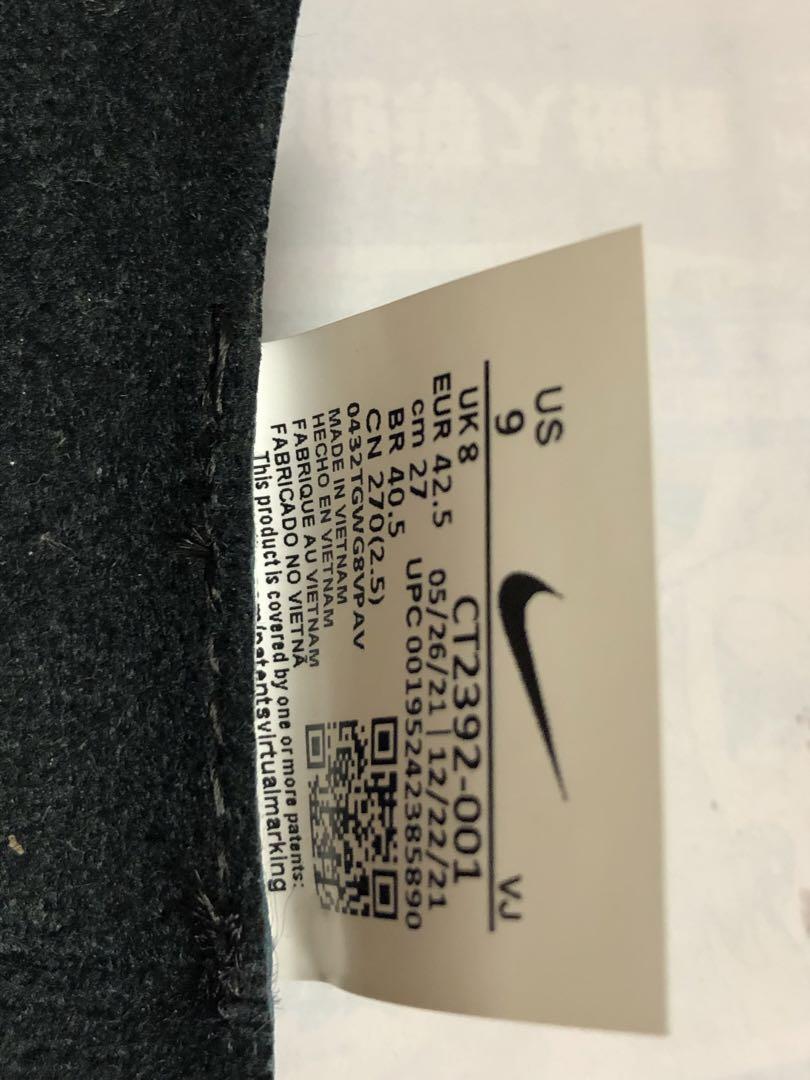 US
9
VJ
UK 8
CT2392-001
EUR 42.5
05/26/21 | 12/22/21
cm 27
UPC 00195242385890
BR 40.5
CN 270(2.5)
0432TGWG8VPAV
MADE IN VIETNAM
HECHO EN VIETNAM
FABRIQUE AU VIETNAM
FABRICADO NO VIETNÃ
This product is covered by one or more patents:
/patentsvirtualmarking